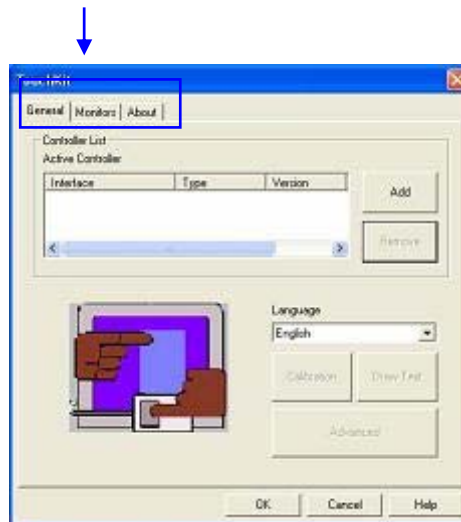 TouchKit
General Monitors About
Controller List
Active Controller
Interface Type Version
Add
Remove
Language
English
Calibration Draw Test
Advanced
OK Cancel Help